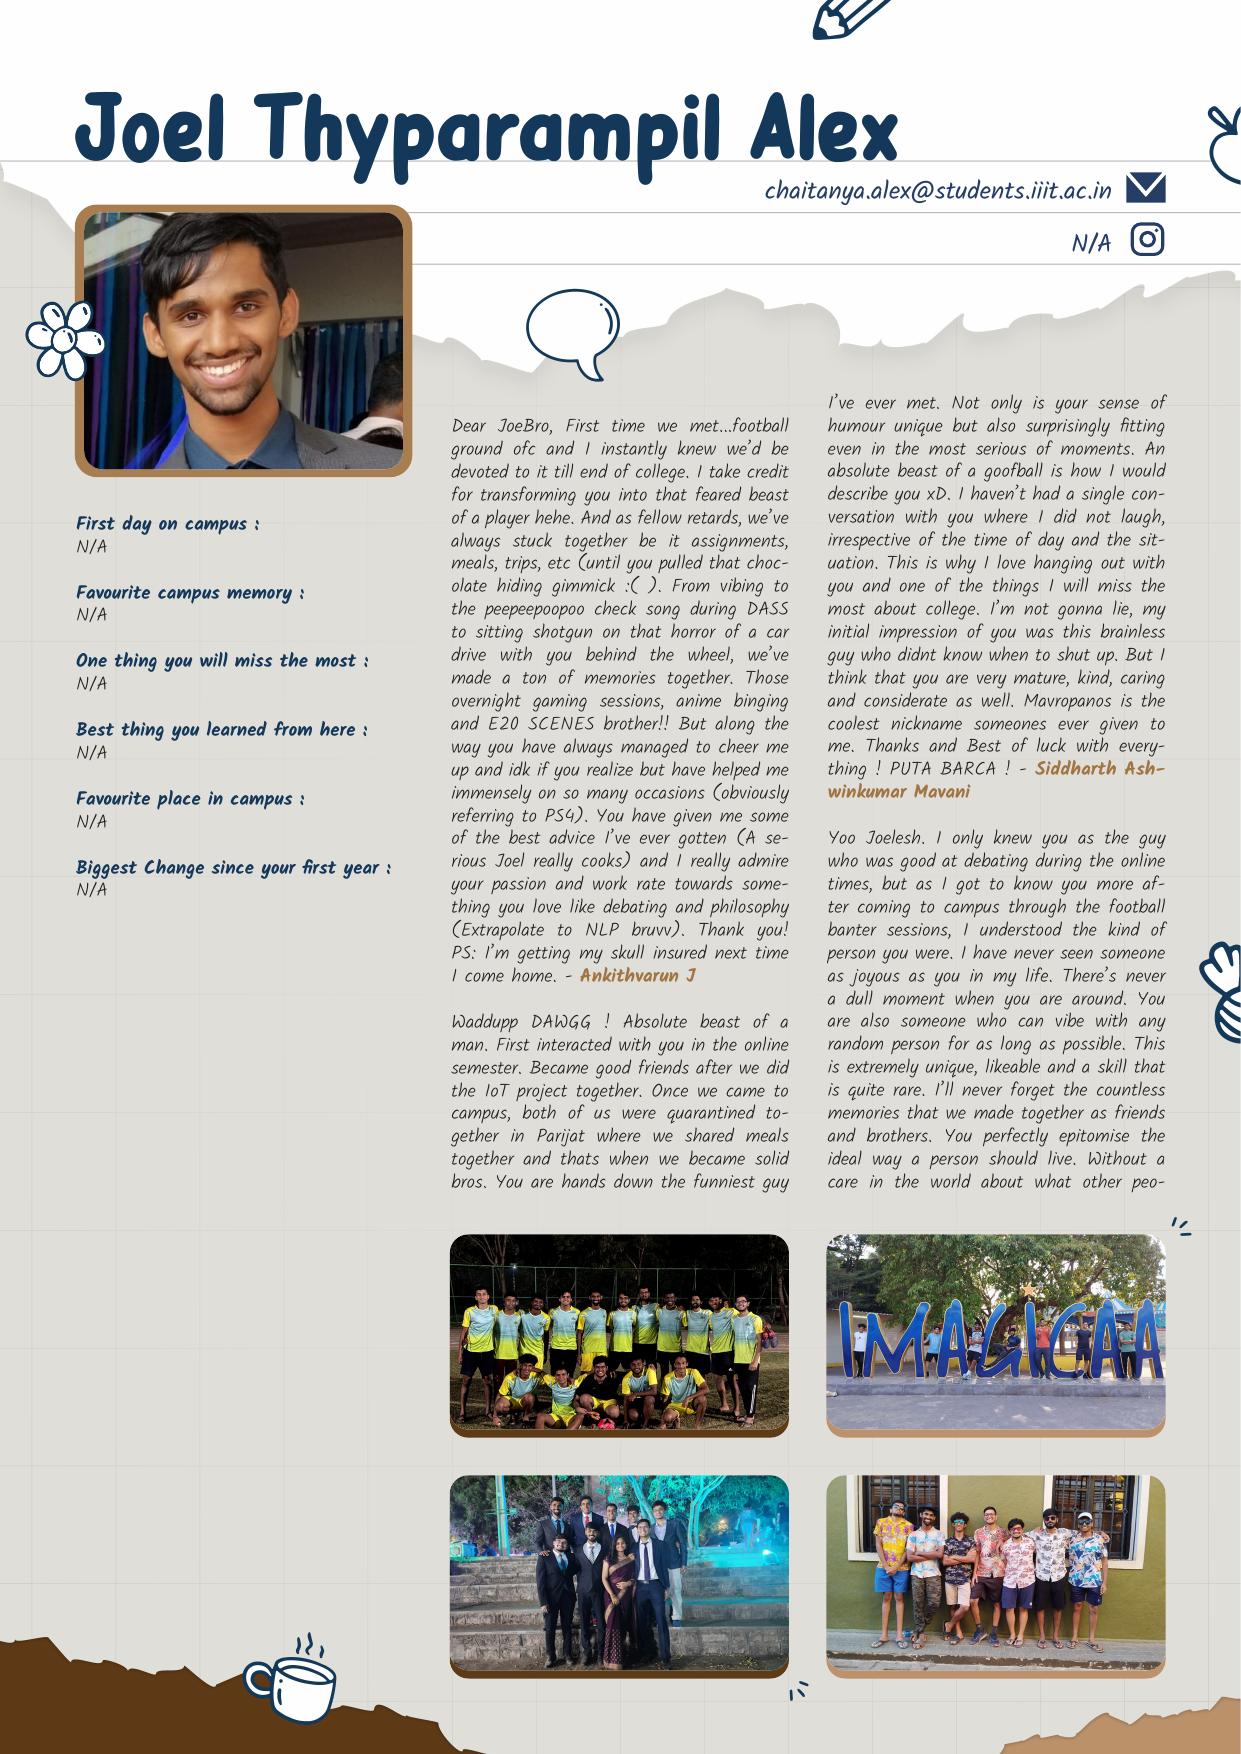 Joel Thyparampil Alex
chaitanya.alex@students.iiit.ac.in
N/A
First day on campus :
N/A
Favourite campus memory :
N/A
One thing you will miss the most :
N/A
Best thing you learned from here :
N/A
Favourite place in campus :
N/A
Biggest Change since your first year :
N/A
Dear JoeBro, First time we met...football
ground ofc and I instantly knew we'd be
devoted to it till end of college. I take credit
for transforming you into that feared beast
of a player hehe. And as fellow retards, we've
always stuck together be it assignments,
meals, trips, etc (until you pulled that choc-
olate hiding gimmick :( ). From vibing to
the peepeepoopoo check song during DASS
to sitting shotgun on that horror of a car
drive with you behind the wheel, we've
made a ton of memories together. Those
overnight gaming sessions, anime binging
and E20 SCENES brother!! But along the
way you have always managed to cheer me
up and idk if you realize but have helped me
immensely on so many occasions (obviously
referring to PS4). You have given me some
of the best advice I've ever gotten (A se-
rious Joel really cooks) and I really admire
your passion and work rate towards some-
thing you love like debating and philosophy
(Extrapolate to NLP bruvv). Thank you!
PS: I'm getting my skull insured next time
I come home. - Ankithvarun J
Waddupp DAWGG ! Absolute beast of a
man. First interacted with you in the online
semester. Became good friends after we did
the IoT project together. Once we came to
campus, both of us were quarantined to-
gether in Parijat where we shared meals
together and thats when we became solid
bros. You are hands down the funniest guy
I've ever met. Not only is your sense of
humour unique but also surprisingly fitting
even in the most serious of moments. An
absolute beast of a goofball is how I would
describe you xD. I haven't had a single con-
versation with you where I did not laugh,
irrespective of the time of day and the sit-
uation. This is why I love hanging out with
you and one of the things I will miss the
most about college. I'm not gonna lie, my
initial impression of you was this brainless
guy who didnt know when to shut up. But I
think that you are very mature, kind, caring
and considerate as well. Mavropanos is the
coolest nickname someones ever given to
me. Thanks and Best of luck with every-
thing ! PUTA BARCA ! - Siddharth Ash-
winkumar Mavani
Yoo Joelesh. I only knew you as the guy
who was good at debating during the online
times, but as I got to know you more af-
ter coming to campus through the football
banter sessions, I understood the kind of
person you were. I have never seen someone
as joyous as you in my life. There's never
a dull moment when you are around. You
are also someone who can vibe with any
random person for as long as possible. This
is extremely unique, likeable and a skill that
is quite rare. I'll never forget the countless
memories that we made together as friends
and brothers. You perfectly epitomise the
ideal way a person should live. Without a
care in the world about what other peo-
IMAGICAA